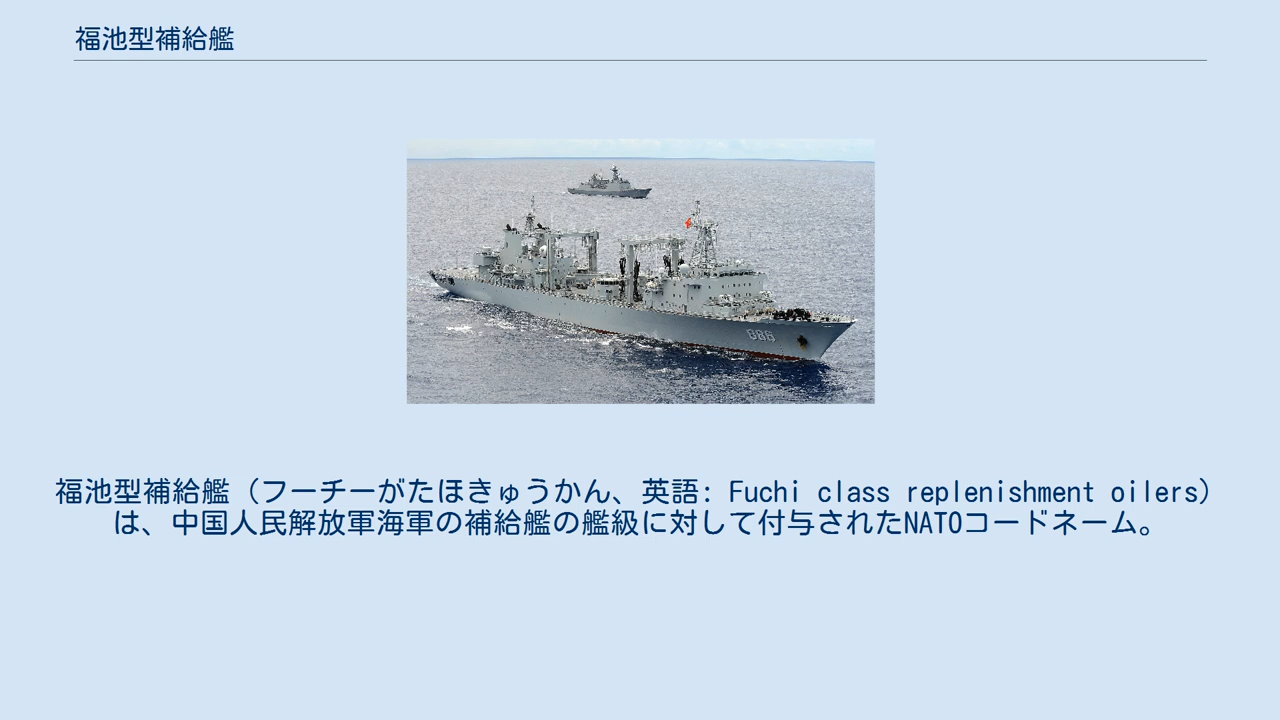 福池型補給艦
886
福池型補給艦（フーチーがたほきゅうかん、英語: Fuchi class replenishment oilers）
は、中国人民解放軍海軍の補給艦の艦級に対して付与されたNATOコードネーム。